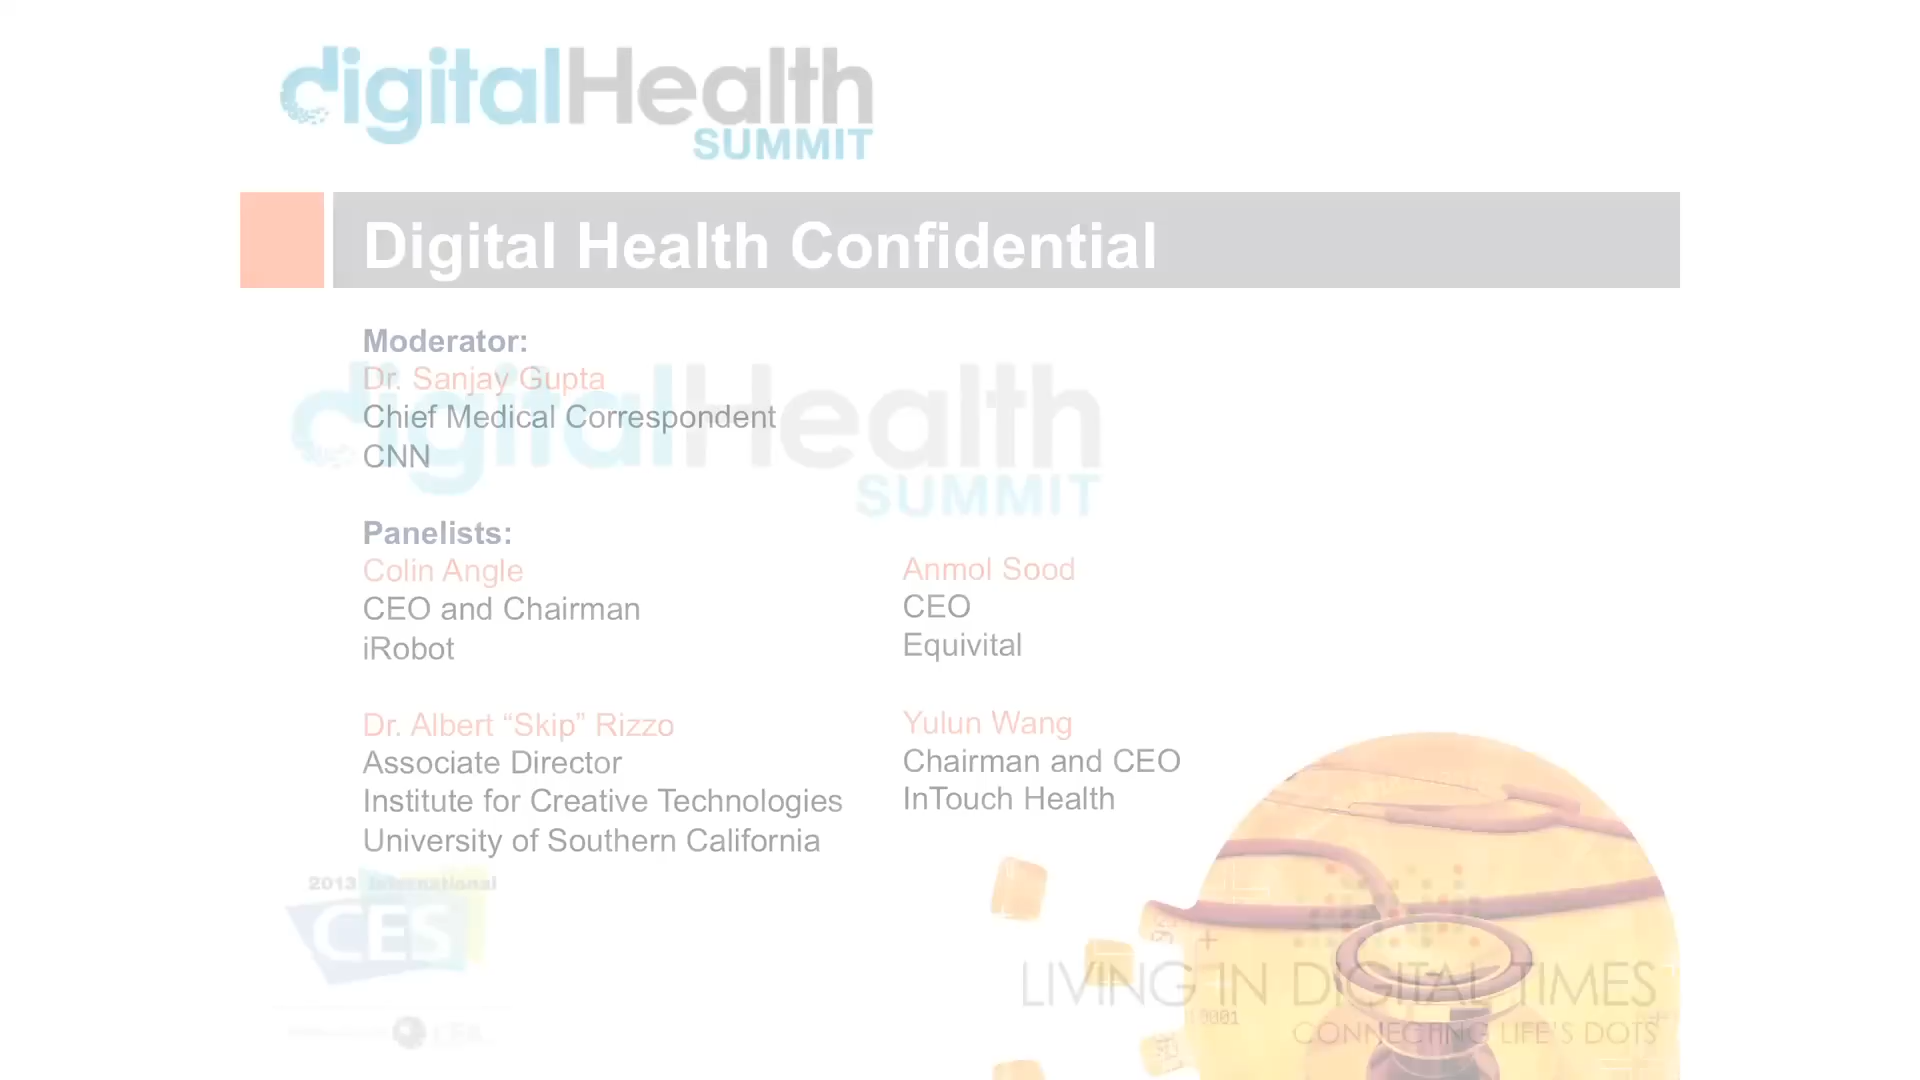 digitalHealth
SUMMIT
Digital Health Confidential
Moderator:
Dr. Sanjay Gupta
Chief Medical Correspondent
CNN
digitalHealth
SUMMIT
Panelists:
Colin Angle
CEO and Chairman
iRobot
Dr. Albert “Skip” Rizzo
Associate Director
Institute for Creative Technologies
University of Southern California
Anmol Sood
CEO
Equivital
Yulun Wang
Chairman and CEO
InTouch Health
2013 International
CES
LIVING IN DIGITAL TIMES
CONNECTING LIFE'S DOTS